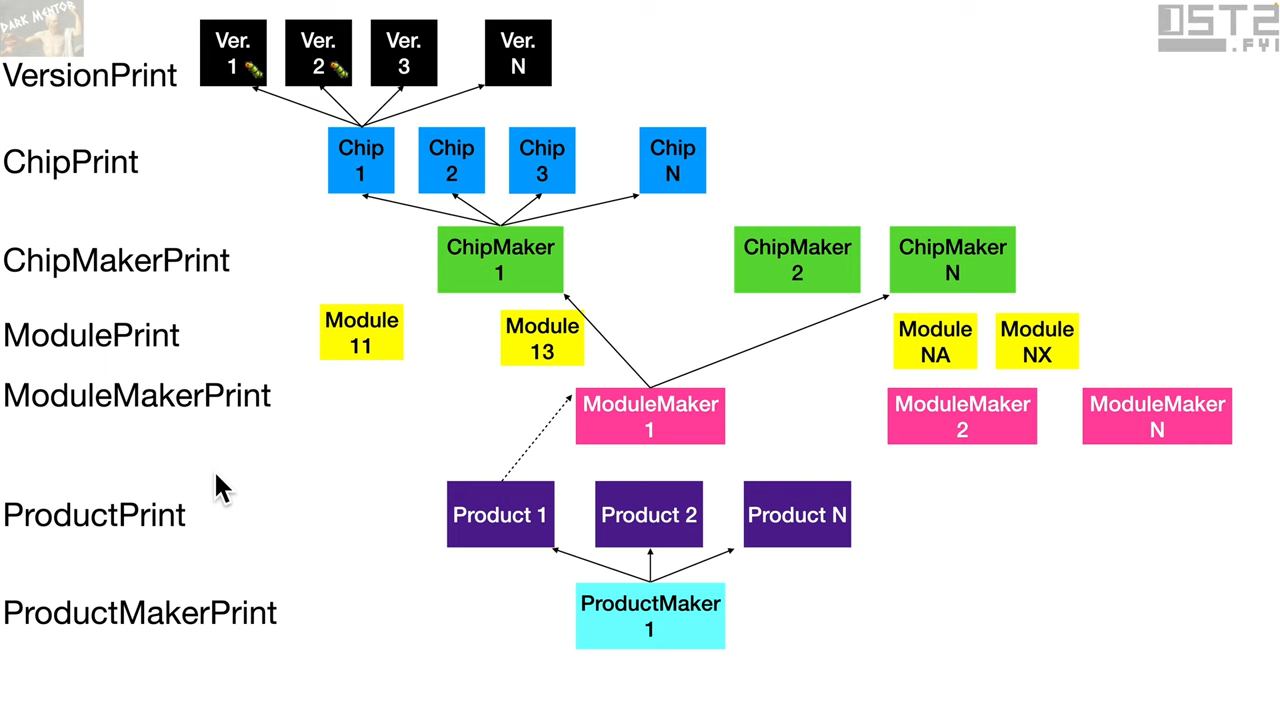 DARK MENTOR
OST2
.FYI
VersionPrint
Ver.
1
Ver.
2
Ver.
3
Ver.
N
ChipPrint
Chip
1
Chip
2
Chip
3
Chip
N
ChipMakerPrint
ChipMaker
1
ChipMaker
2
ChipMaker
N
ModulePrint
Module
11
Module
13
Module
NA
Module
NX
ModuleMakerPrint
ModuleMaker
1
ModuleMaker
2
ModuleMaker
N
ProductPrint
Product 1
Product 2
Product N
ProductMakerPrint
ProductMaker
1